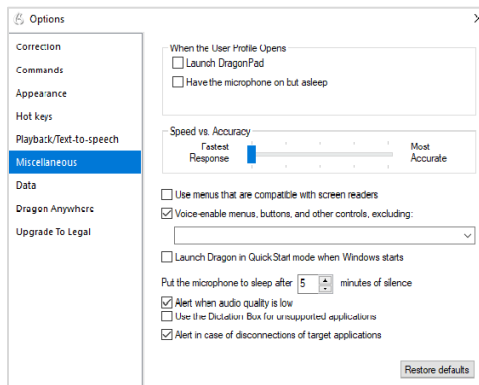 Options
Correction
Commands
Appearance
Hot keys
Playback/Text-to-speech
Miscellaneous
Data
Dragon Anywhere
Upgrade To Legal
When the User Profile Opens
Launch DragonPad
Have the microphone on but asleep
Speed vs. Accuracy
Fastest Response
Most Accurate
Use menus that are compatible with screen readers
Voice-enable menus, buttons, and other controls, excluding:
Launch Dragon in QuickStart mode when Windows starts
Put the microphone to sleep after 5 minutes of silence
Alert when audio quality is low
Use the Dictation Box for unsupported applications
Alert in case of disconnections of target applications
Restore defaults